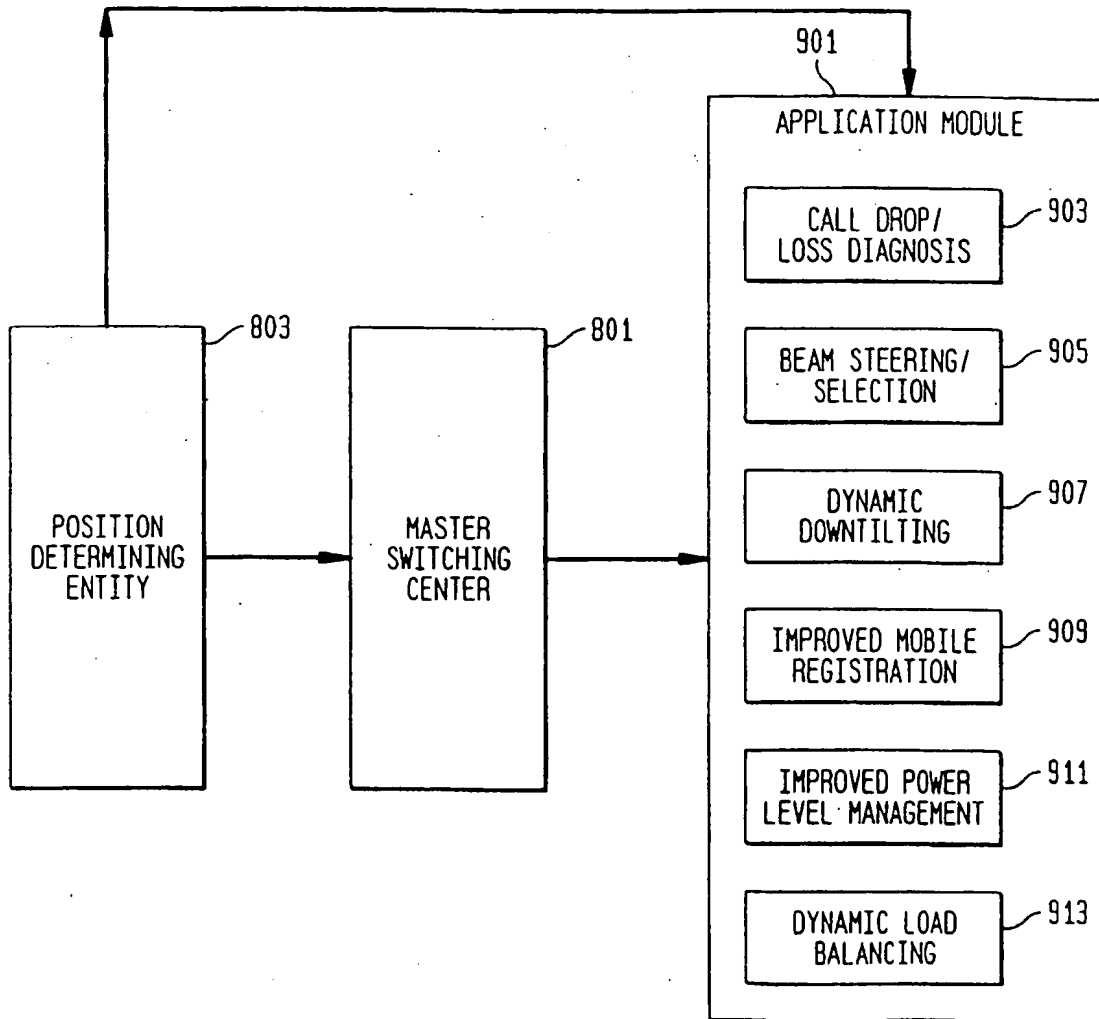 901
APPLICATION MODULE
CALL DROP/
LOSS DIAGNOSIS
903
803
801
BEAM STEERING/
SELECTION
905
POSITION
DETERMINING
ENTITY
MASTER
SWITCHING
CENTER
DYNAMIC
DOWNTILTING
907
IMPROVED MOBILE
REGISTRATION
909
IMPROVED POWER
LEVEL MANAGEMENT
911
DYNAMIC LOAD
BALANCING
913